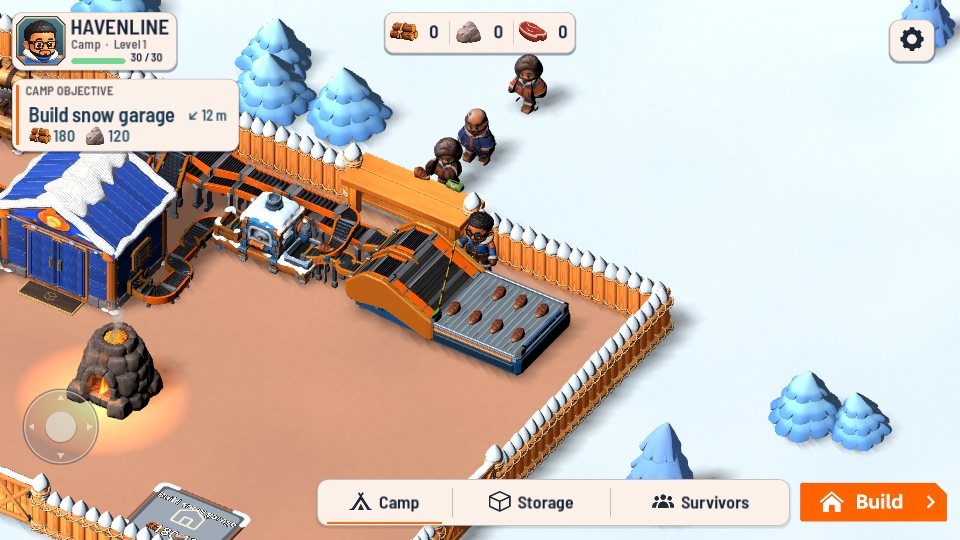 HAVENLINE
Camp · Level 1
30 / 30
0 0 0
CAMP OBJECTIVE
Build snow garage ↙ 12 m
180 120
Camp
Storage
Survivors
Build